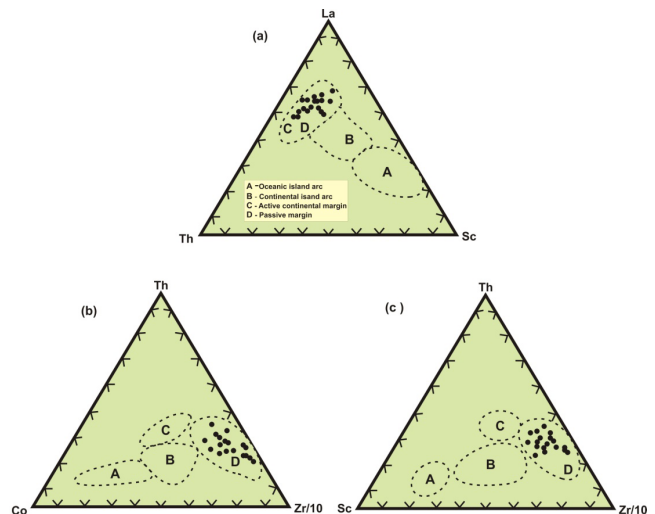 La
(a)
C
D
B
A
A -Oceanic island arc
B - Continental isand arc
C - Active continental margin
D - Passive margin
Th
Sc
Th
(b)
C
B
A
D
Co
Zr/10
Th
(c )
C
B
A
D
Sc
Zr/10